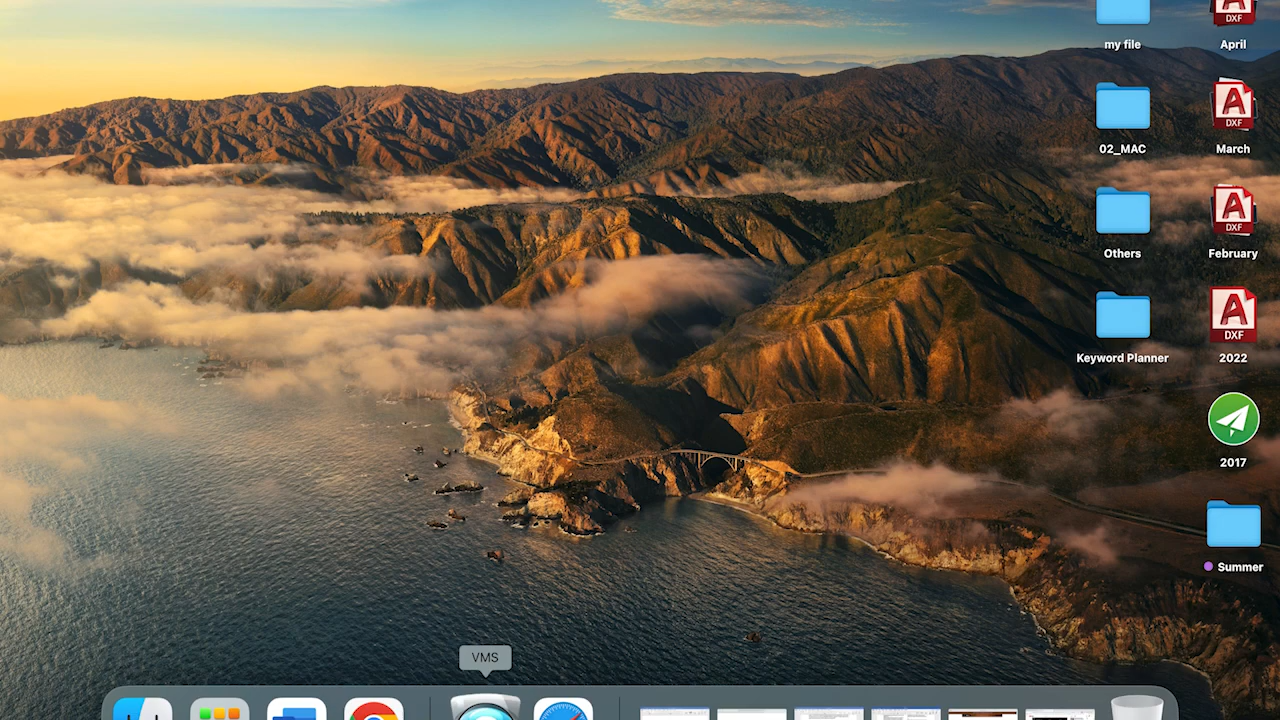 my file
April
02_MAC
DXF
March
DXF
Others
February
DXF
Keyword Planner
2022
DXF
2017
Summer
VMS